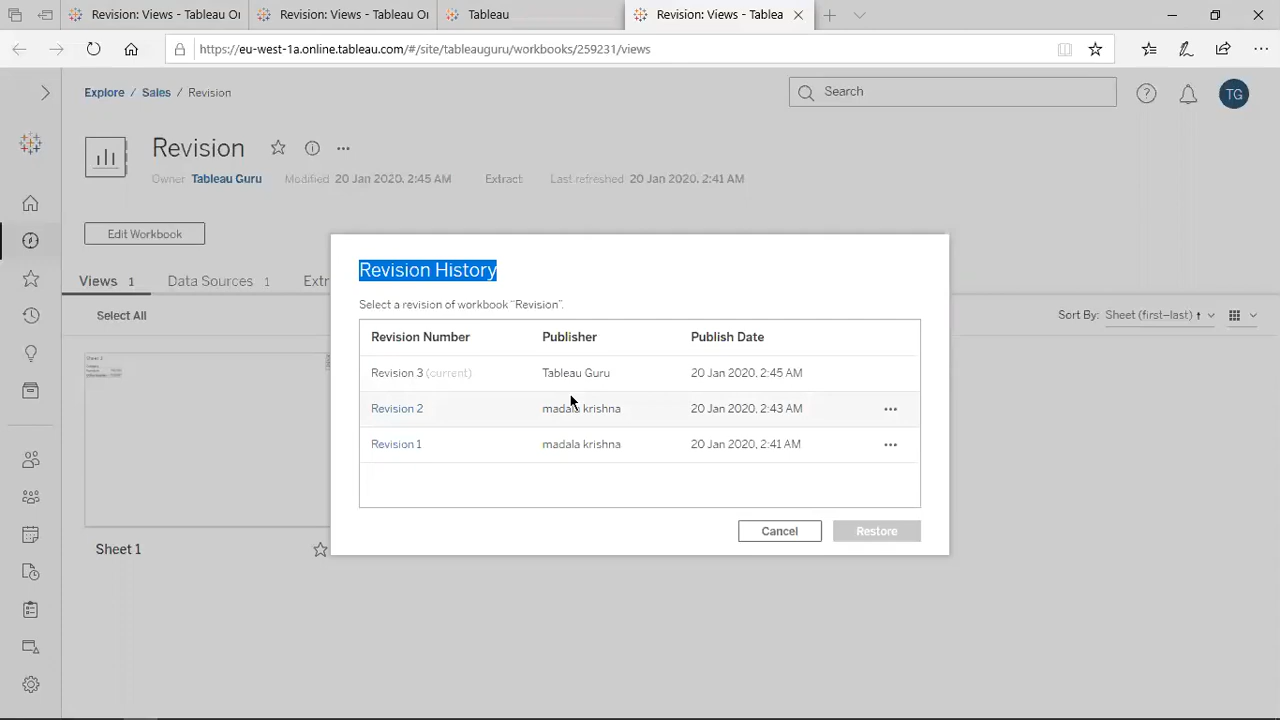 Revision: Views - Tableau Or
Revision: Views - Tableau Or
Tableau
Revision: Views - Tablea
https://eu-west-1a.online.tableau.com/#/site/tableauguru/workbooks/259231/views
Explore / Sales / Revision
Search
TG
Revision
Owner Tableau Guru Modified 20 Jan 2020, 2:45 AM Extract Last refreshed 20 Jan 2020, 2:41 AM
Edit Workbook
Views 1 Data Sources 1 Extr
Select All
Sort By: Sheet (first–last)
Sheet 1
Revision History
Select a revision of workbook "Revision".
Revision Number Publisher Publish Date
Revision 3 (current) Tableau Guru 20 Jan 2020, 2:45 AM
Revision 2 madala krishna 20 Jan 2020, 2:43 AM
Revision 1 madala krishna 20 Jan 2020, 2:41 AM
Cancel Restore
Sheet 1